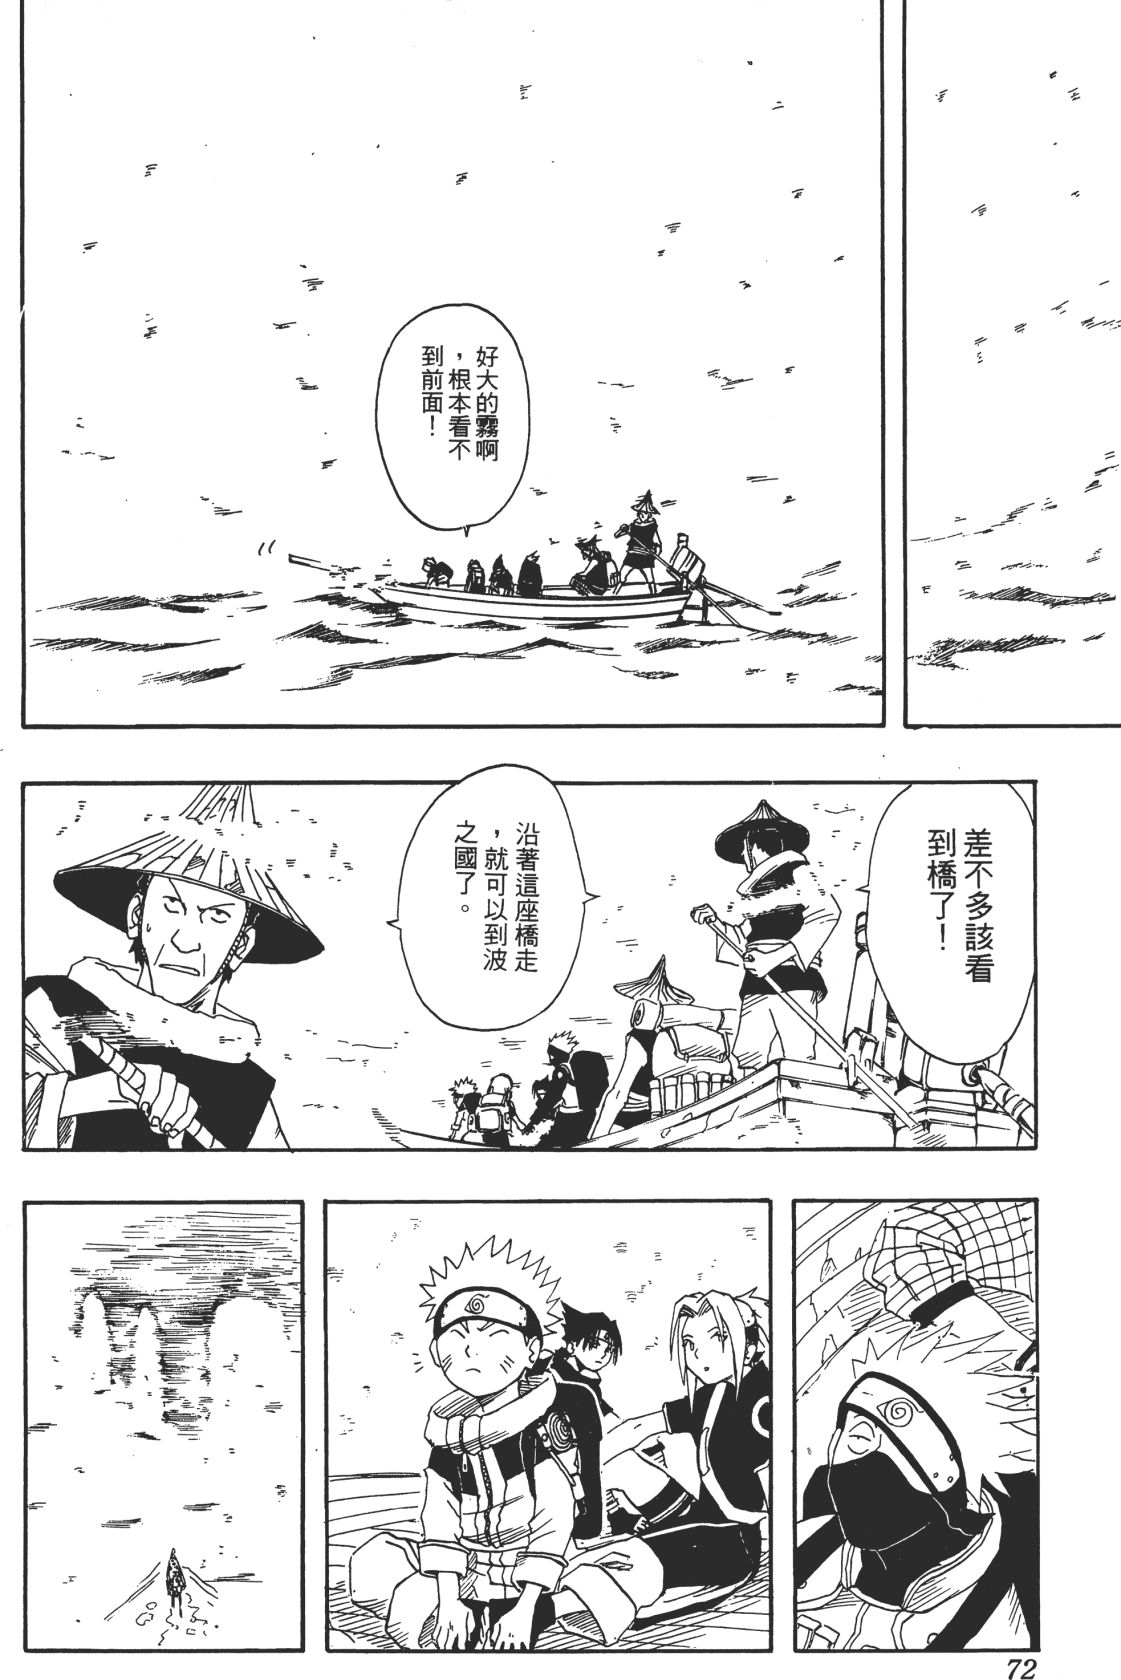 好大的霧啊
，根本看不
到前面！
差不多該看
到橋了！
沿著這座橋走
，就可以到波
之國了。
72